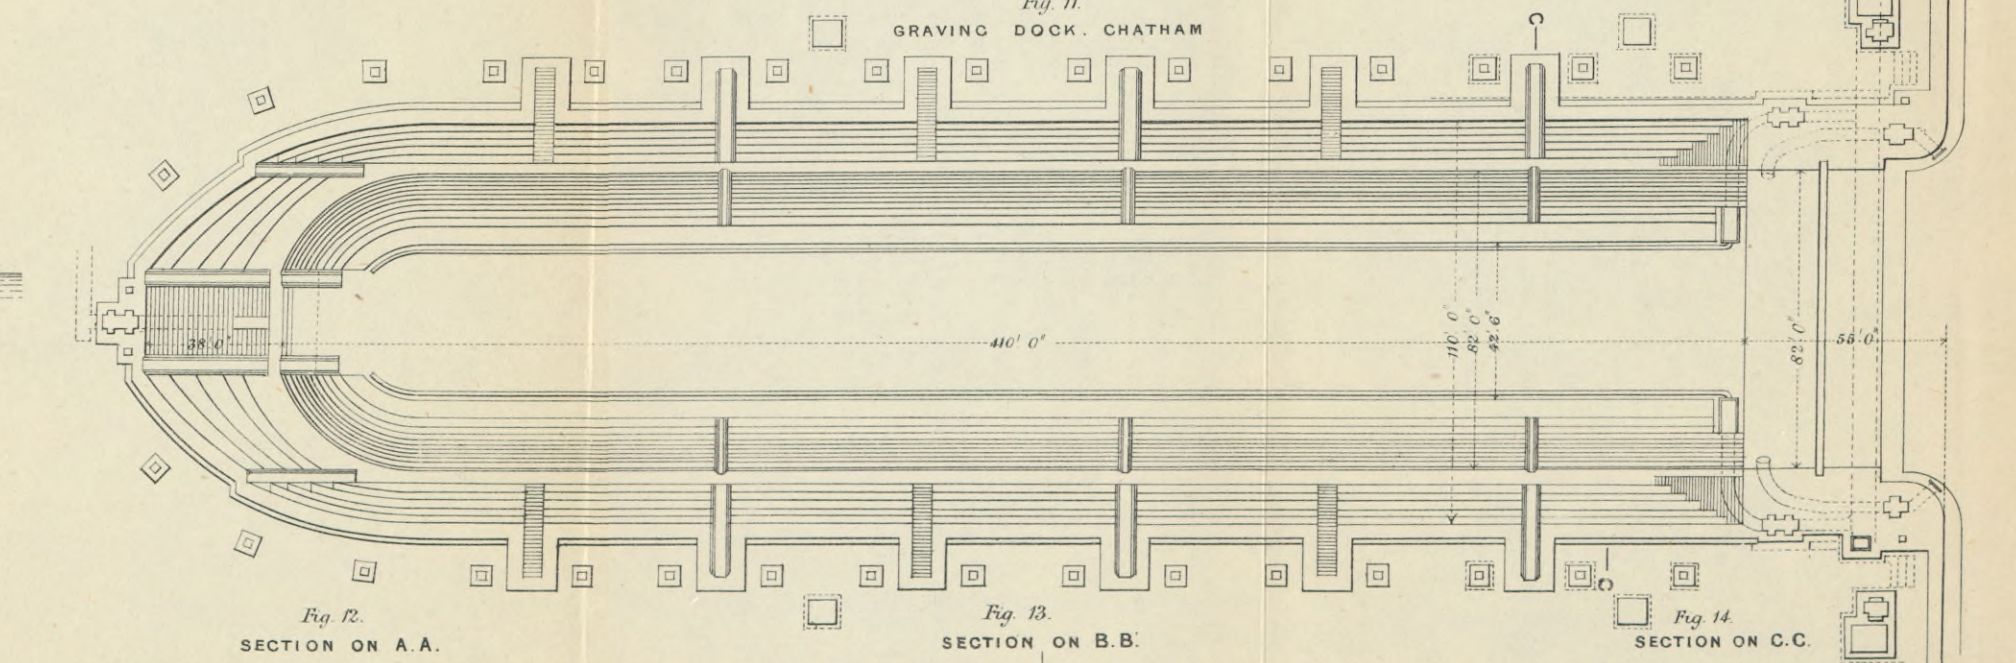 Fig. 11.
GRAVING DOCK. CHATHAM
C
38' 0"
410' 0"
110' 0"
82' 0"
42' 6"
82' 0"
55' 0"
C
Fig. 12.
SECTION ON A.A.
Fig. 13.
SECTION ON B.B.
Fig. 14.
SECTION ON C.C.